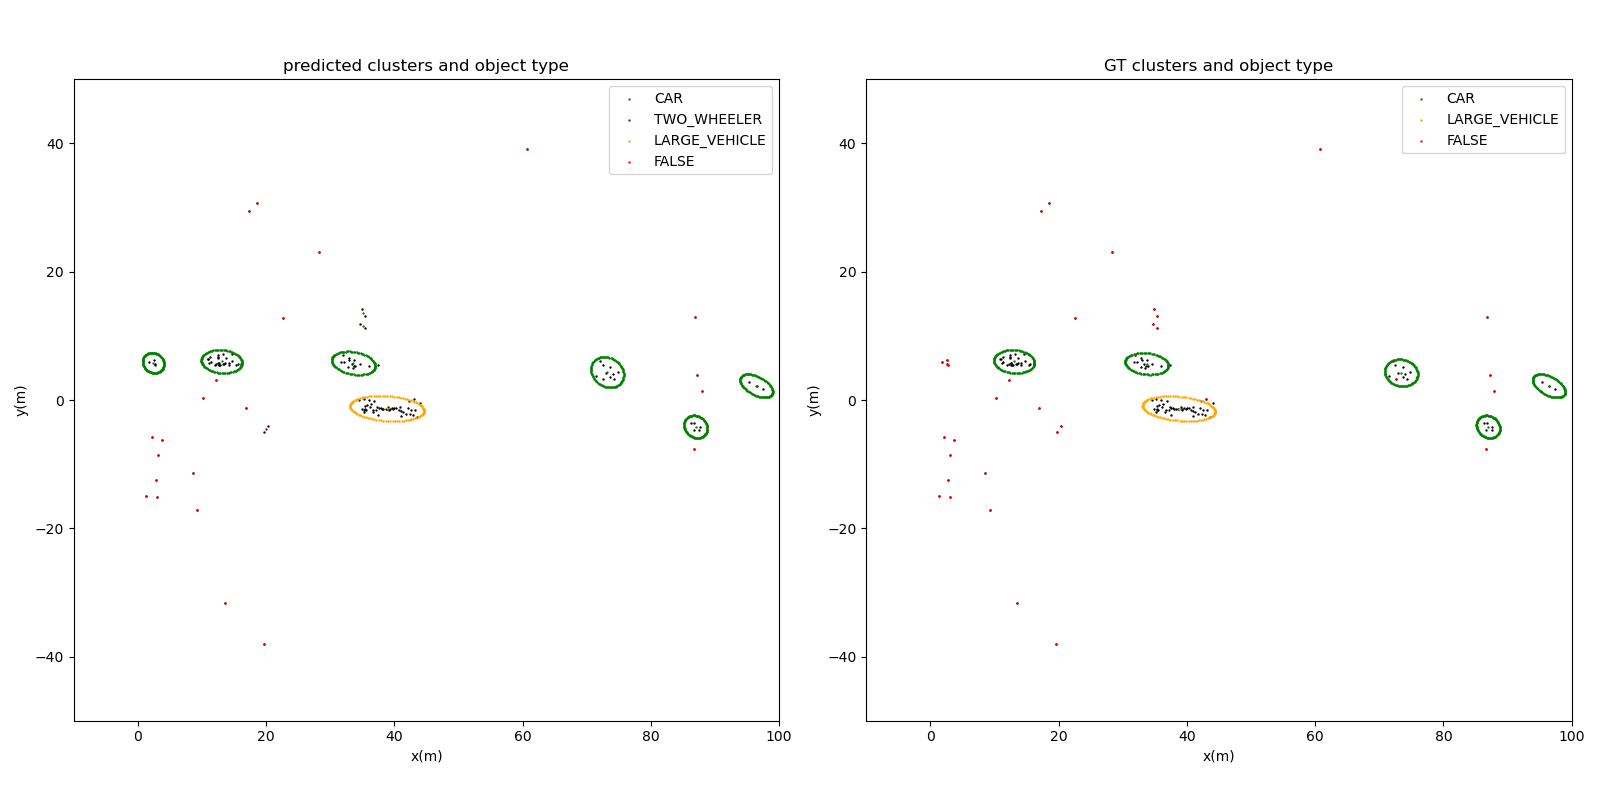 predicted clusters and object type
CAR
TWO_WHEELER
LARGE_VEHICLE
FALSE
40
20
0
−20
−40
y(m)
0
20
40
60
80
100
x(m)
GT clusters and object type
CAR
LARGE_VEHICLE
FALSE
40
20
0
−20
−40
y(m)
0
20
40
60
80
100
x(m)